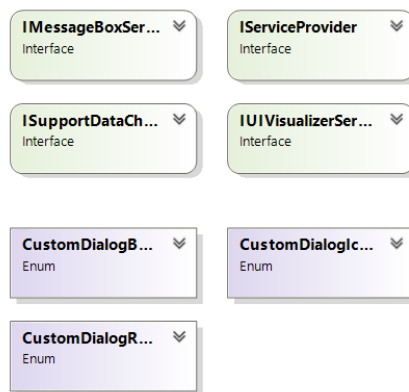 IMessageBoxSer...
Interface
IServiceProvider
Interface
ISupportDataCh...
Interface
IUIVisualizerSer...
Interface
CustomDialogB...
Enum
CustomDialogIc...
Enum
CustomDialogR...
Enum